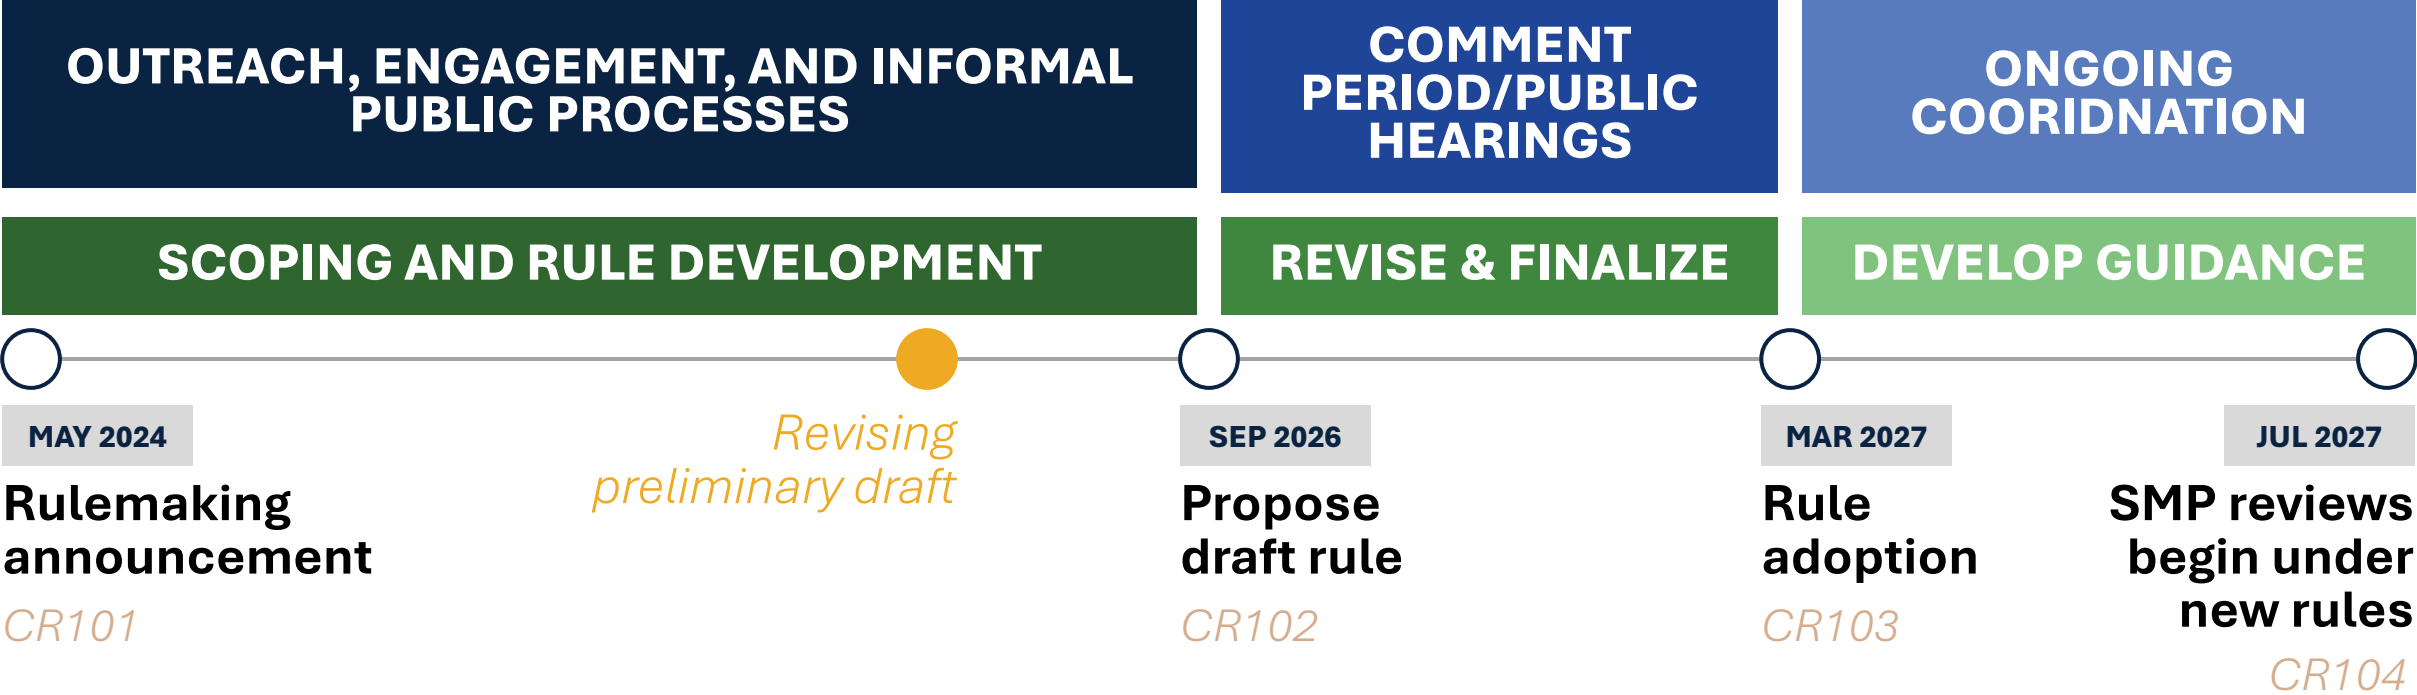 OUTREACH, ENGAGEMENT, AND INFORMAL
PUBLIC PROCESSES
COMMENT
PERIOD/PUBLIC
HEARINGS
ONGOING
COORIDNATION
SCOPING AND RULE DEVELOPMENT
REVISE & FINALIZE
DEVELOP GUIDANCE
MAY 2024
Rulemaking
announcement
CR101
Revising
preliminary draft
SEP 2026
Propose
draft rule
CR102
MAR 2027
Rule
adoption
CR103
JUL 2027
SMP reviews
begin under
new rules
CR104